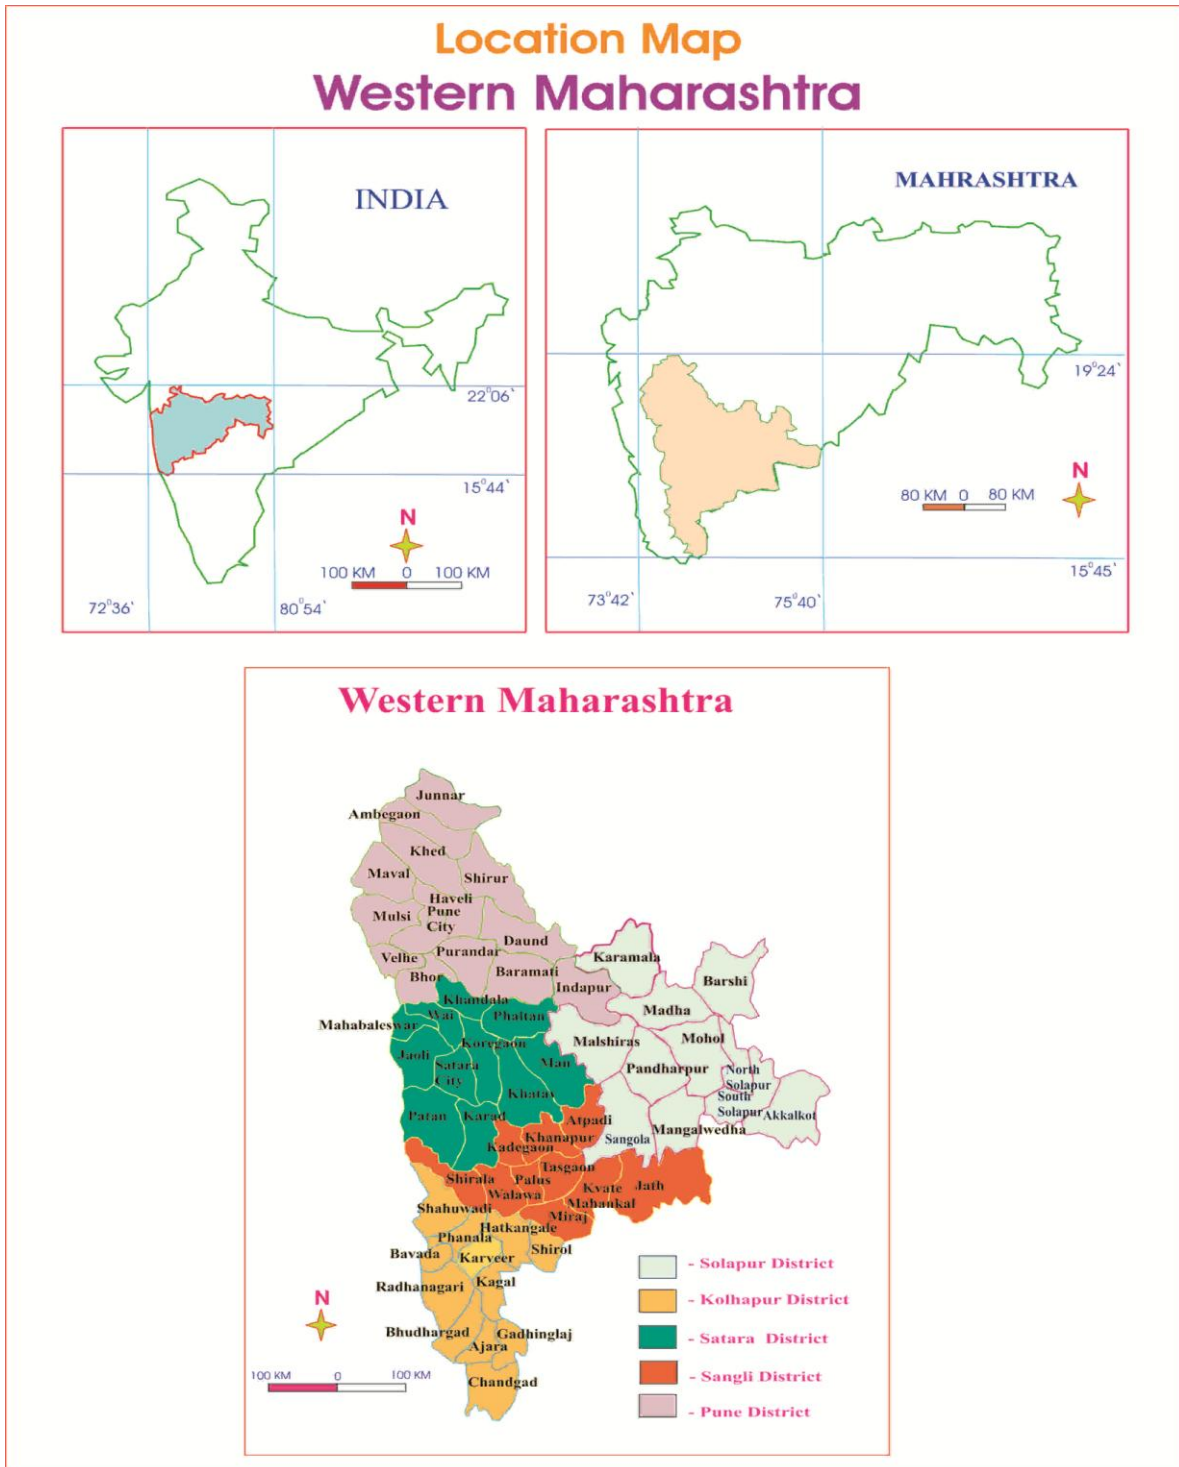 Location Map
Western Maharashtra
INDIA
22°06`
15°44`
N
100 KM 0 100 KM
72°36`
80°54`
MAHRASHTRA
19°24`
N
80 KM 0 80 KM
15°45`
73°42`
75°40`
Western Maharashtra
Junnar
Ambegaon
Khed
Maval
Shirur
Haveli
Mulsi
Pune
City
Daund
Purandar
Velhe
Baramati
Bhor
Indapur
Karamala
Barshi
Khandala
Madha
Wai
Phaltan
Mahabaleswar
Mohol
Koregaon
Malshiras
Jaoli
Man
Satara
City
Pandharpur
North
Solapur
Khatav
South
Solapur
Akkalkot
Patan
Karad
Atpadi
Mangalwedha
Khanapur
Sangola
Kadegaon
Tasgaon
Shirala
Palus
Jath
Kvate
Mahankal
Walawa
Shahuwadi
Miraj
Hatkangale
Phanala
Shirol
Bavada
Karveer
Kagal
Radhanagari
Bhudhargad
Gadhinglaj
Ajara
Chandgad
N
100 KM 0 100 KM
- Solapur District
- Kolhapur District
- Satara District
- Sangli District
- Pune District